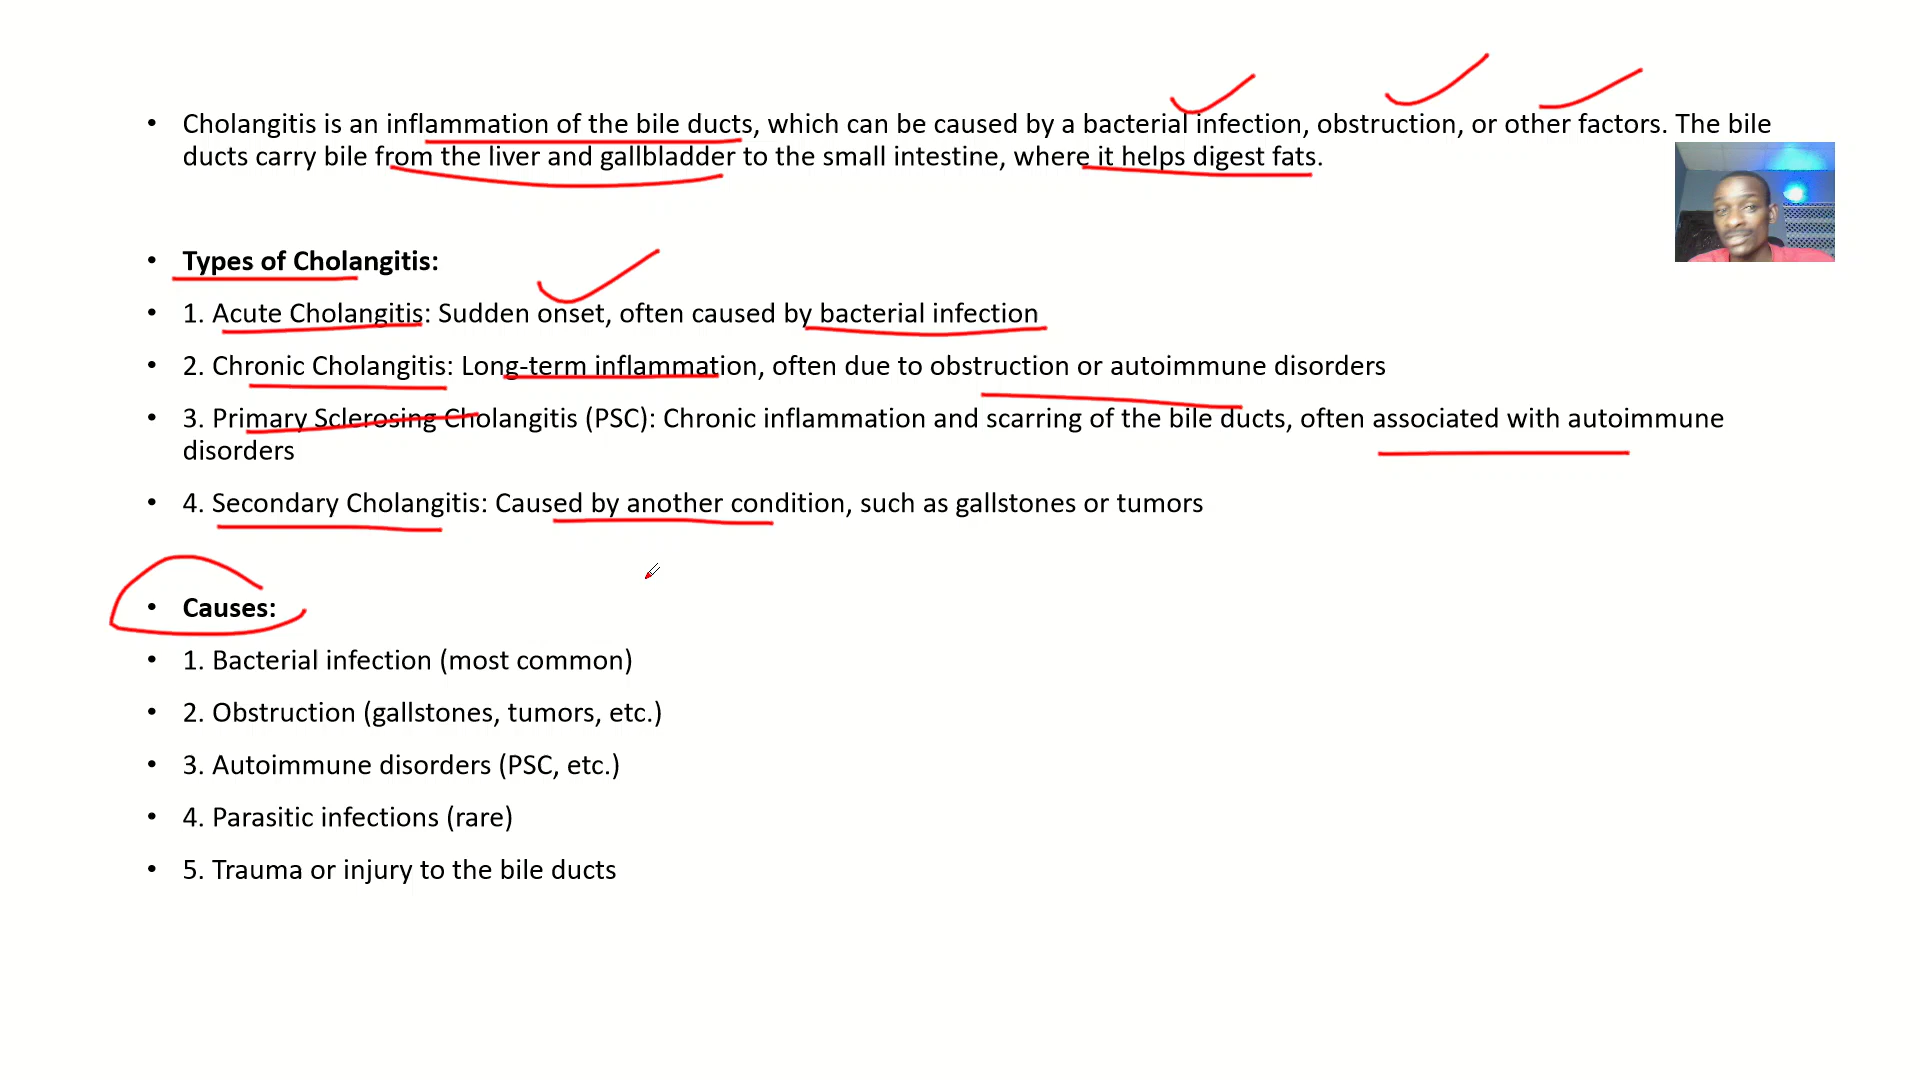 • Cholangitis is an inflammation of the bile ducts, which can be caused by a bacterial infection, obstruction, or other factors. The bile
ducts carry bile from the liver and gallbladder to the small intestine, where it helps digest fats.
• Types of Cholangitis:
• 1. Acute Cholangitis: Sudden onset, often caused by bacterial infection
• 2. Chronic Cholangitis: Long-term inflammation, often due to obstruction or autoimmune disorders
• 3. Primary Sclerosing Cholangitis (PSC): Chronic inflammation and scarring of the bile ducts, often associated with autoimmune
disorders
• 4. Secondary Cholangitis: Caused by another condition, such as gallstones or tumors
• Causes:
• 1. Bacterial infection (most common)
• 2. Obstruction (gallstones, tumors, etc.)
• 3. Autoimmune disorders (PSC, etc.)
• 4. Parasitic infections (rare)
• 5. Trauma or injury to the bile ducts